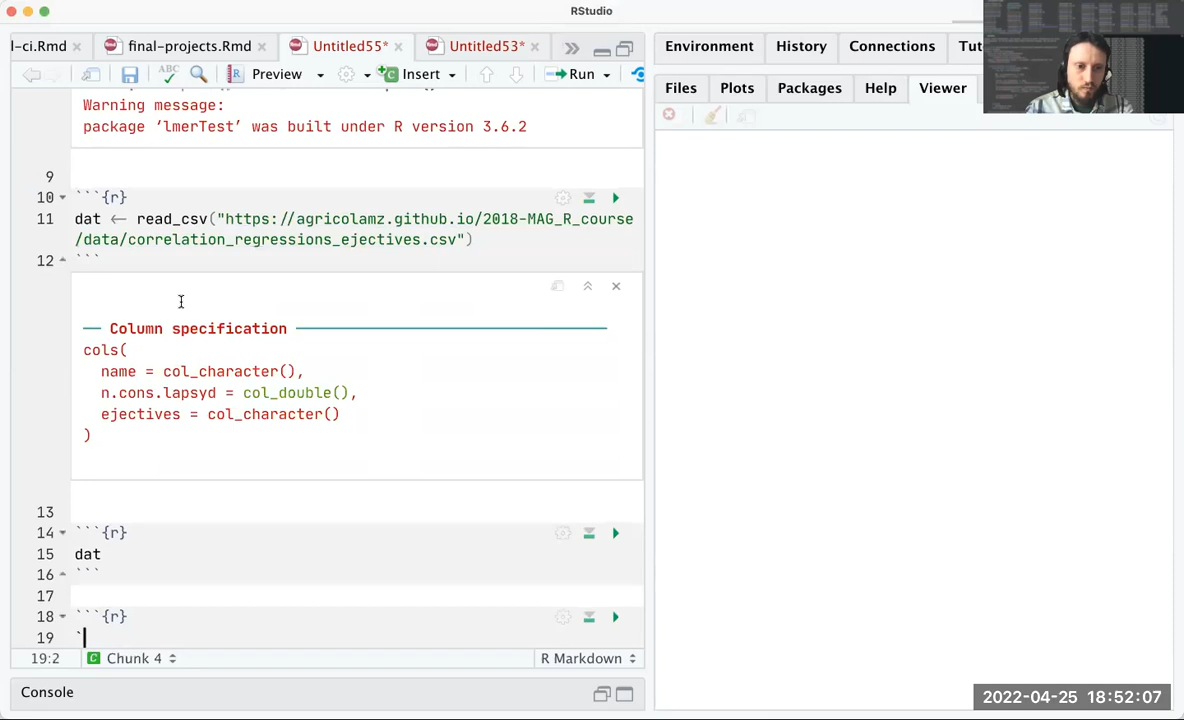 RStudio
l-ci.Rmd final-projects.Rmd Untitled55* Untitled53*
Preview Insert Run
Warning message:
package ‘lmerTest’ was built under R version 3.6.2
9
10 ```{r}
11 dat <- read_csv("https://agricolamz.github.io/2018-MAG_R_course
/data/correlation_regressions_ejectives.csv")
12 ```
── Column specification ──
cols(
name = col_character(),
n.cons.lapsyd = col_double(),
ejectives = col_character()
)
13
14 ```{r}
15 dat
16 ```
17
18 ```{r}
19 `
19:2 Chunk 4 R Markdown
Console
Environment History Connections Tut
Files Plots Packages Help Viewer
2022-04-25 18:52:07